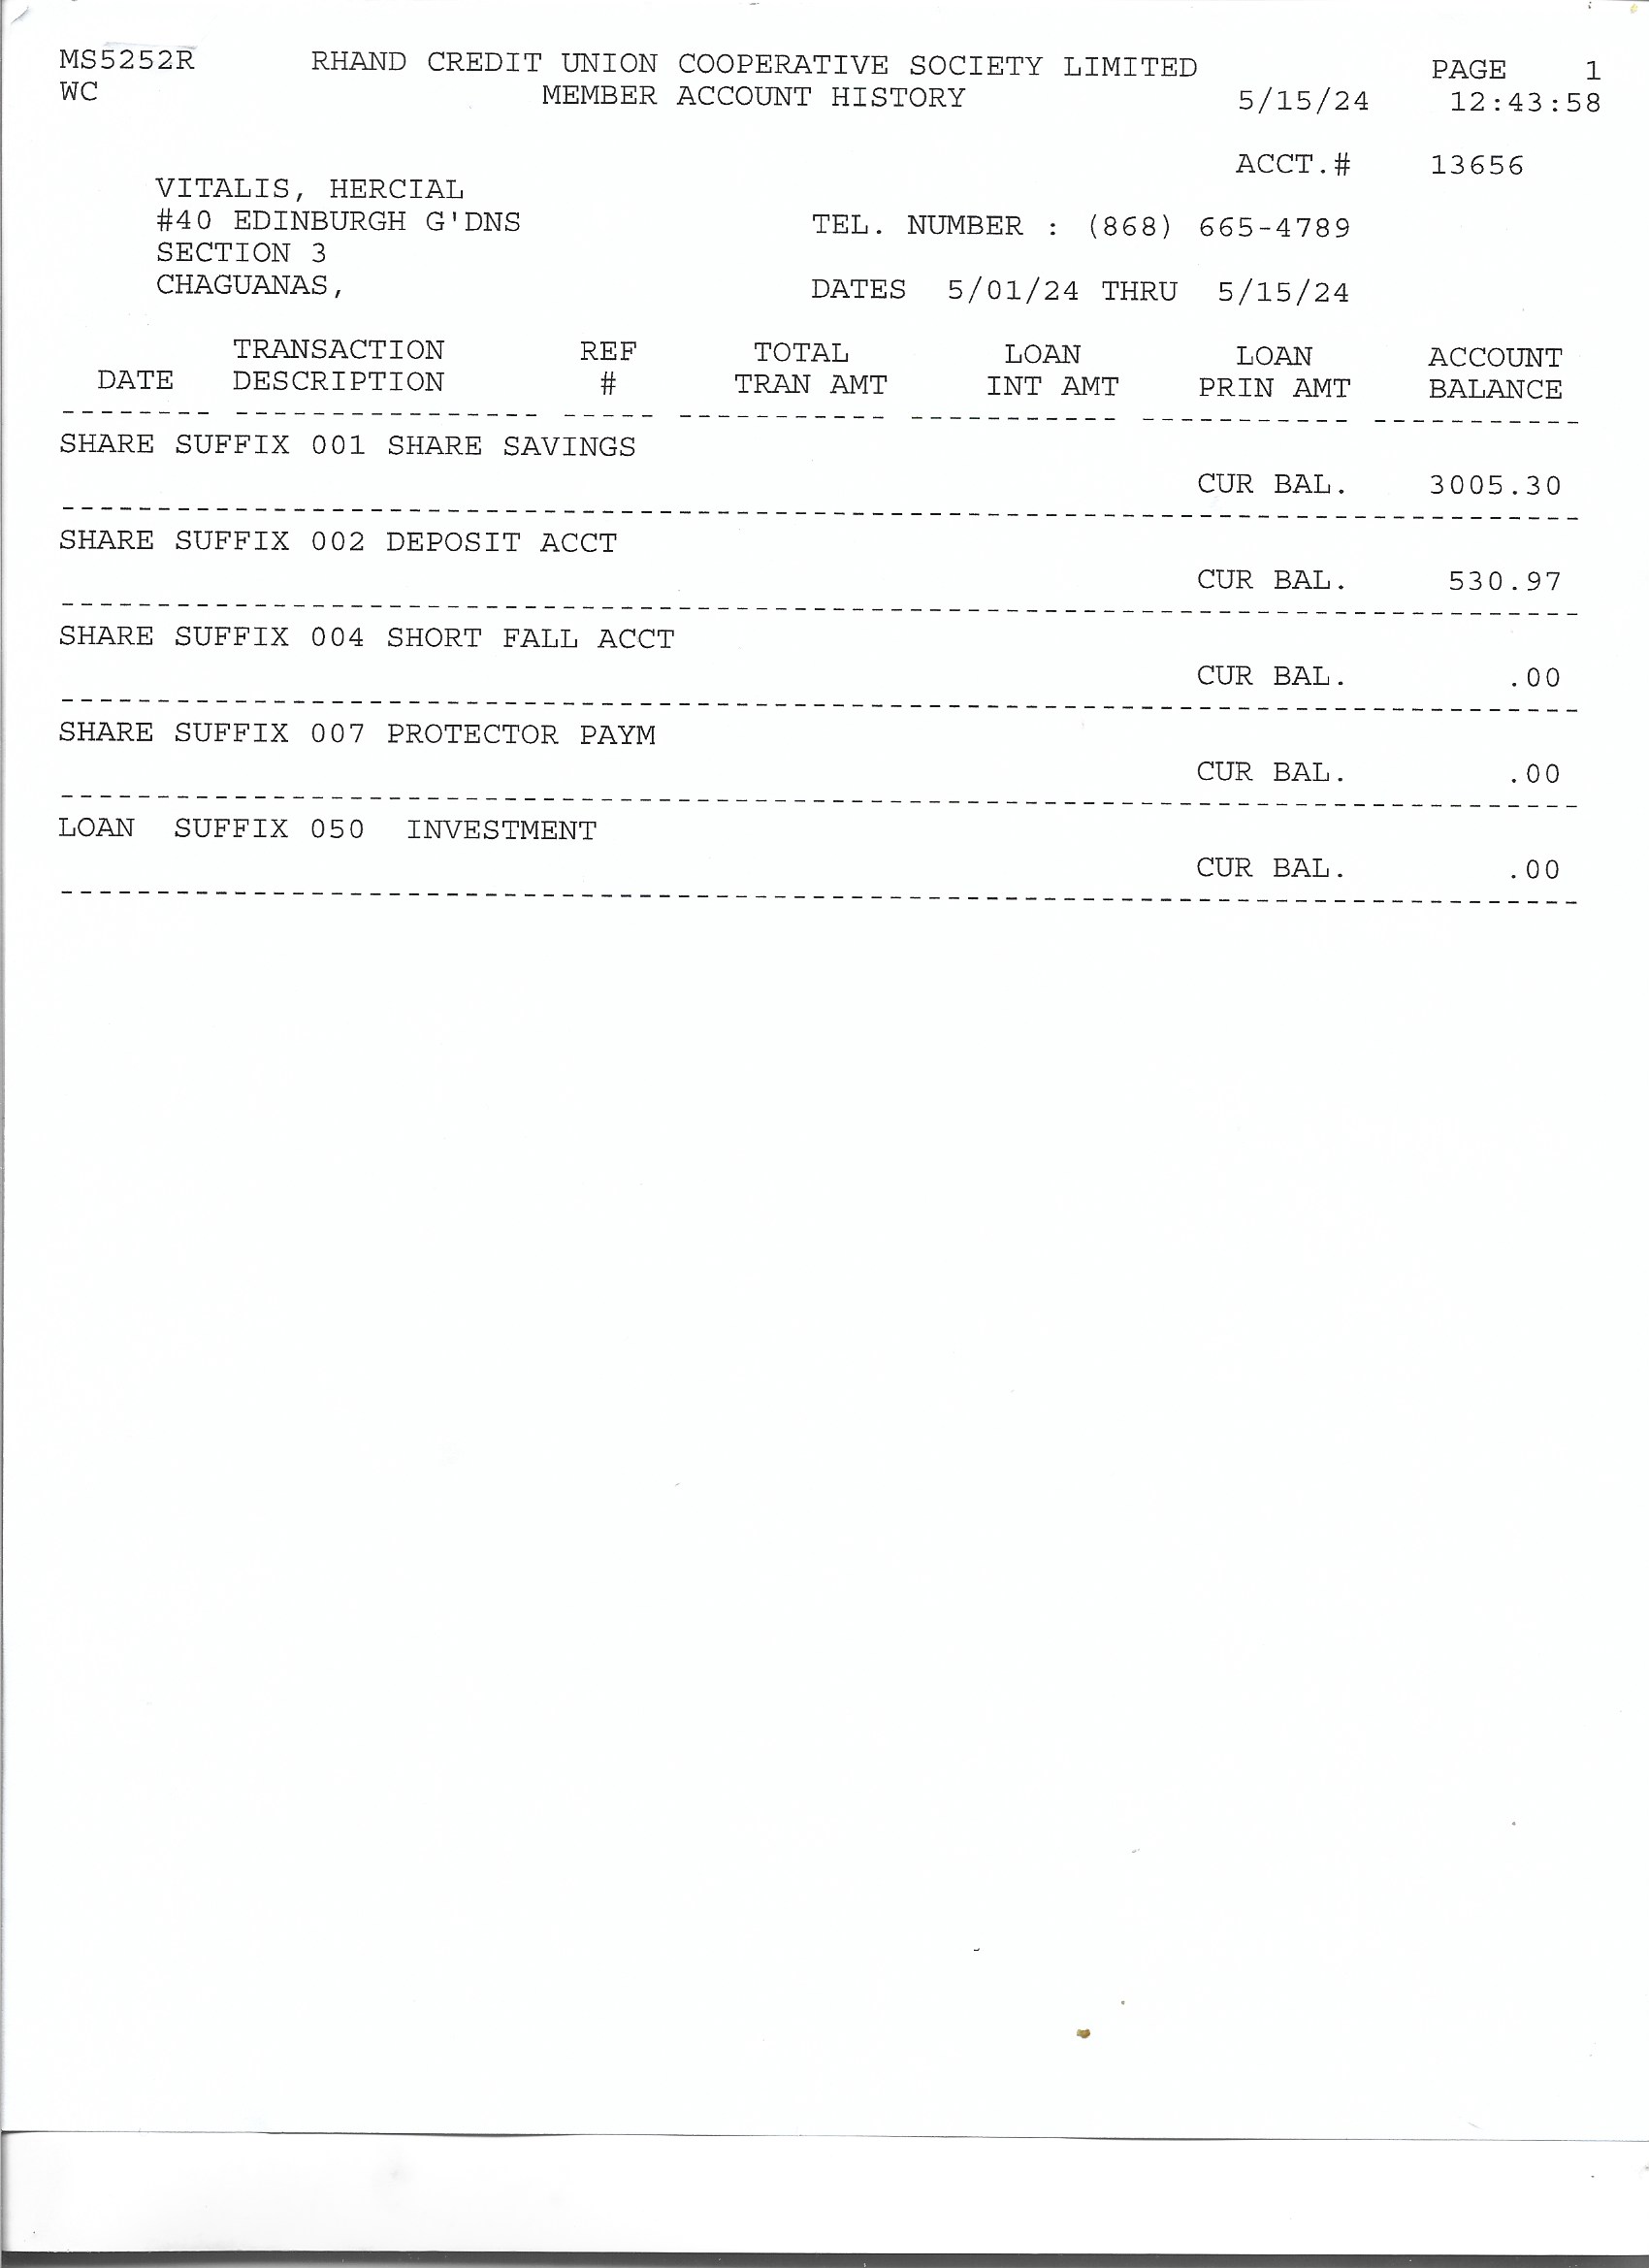 MS5252R RHAND CREDIT UNION COOPERATIVE SOCIETY LIMITED PAGE 1
WC MEMBER ACCOUNT HISTORY 5/15/24 12:43:58
ACCT.# 13656
VITALIS, HERCIAL
#40 EDINBURGH G'DNS TEL. NUMBER : (868) 665-4789
SECTION 3
CHAGUANAS, DATES 5/01/24 THRU 5/15/24
TRANSACTION REF TOTAL LOAN LOAN ACCOUNT
DATE DESCRIPTION # TRAN AMT INT AMT PRIN AMT BALANCE
-------- ---------------- ----- ----------- ----------- ----------- -----------
SHARE SUFFIX 001 SHARE SAVINGS
CUR BAL. 3005.30
-------------------------------------------------------------------------------
SHARE SUFFIX 002 DEPOSIT ACCT
CUR BAL. 530.97
-------------------------------------------------------------------------------
SHARE SUFFIX 004 SHORT FALL ACCT
CUR BAL. .00
-------------------------------------------------------------------------------
SHARE SUFFIX 007 PROTECTOR PAYM
CUR BAL. .00
-------------------------------------------------------------------------------
LOAN SUFFIX 050 INVESTMENT
CUR BAL. .00
-------------------------------------------------------------------------------